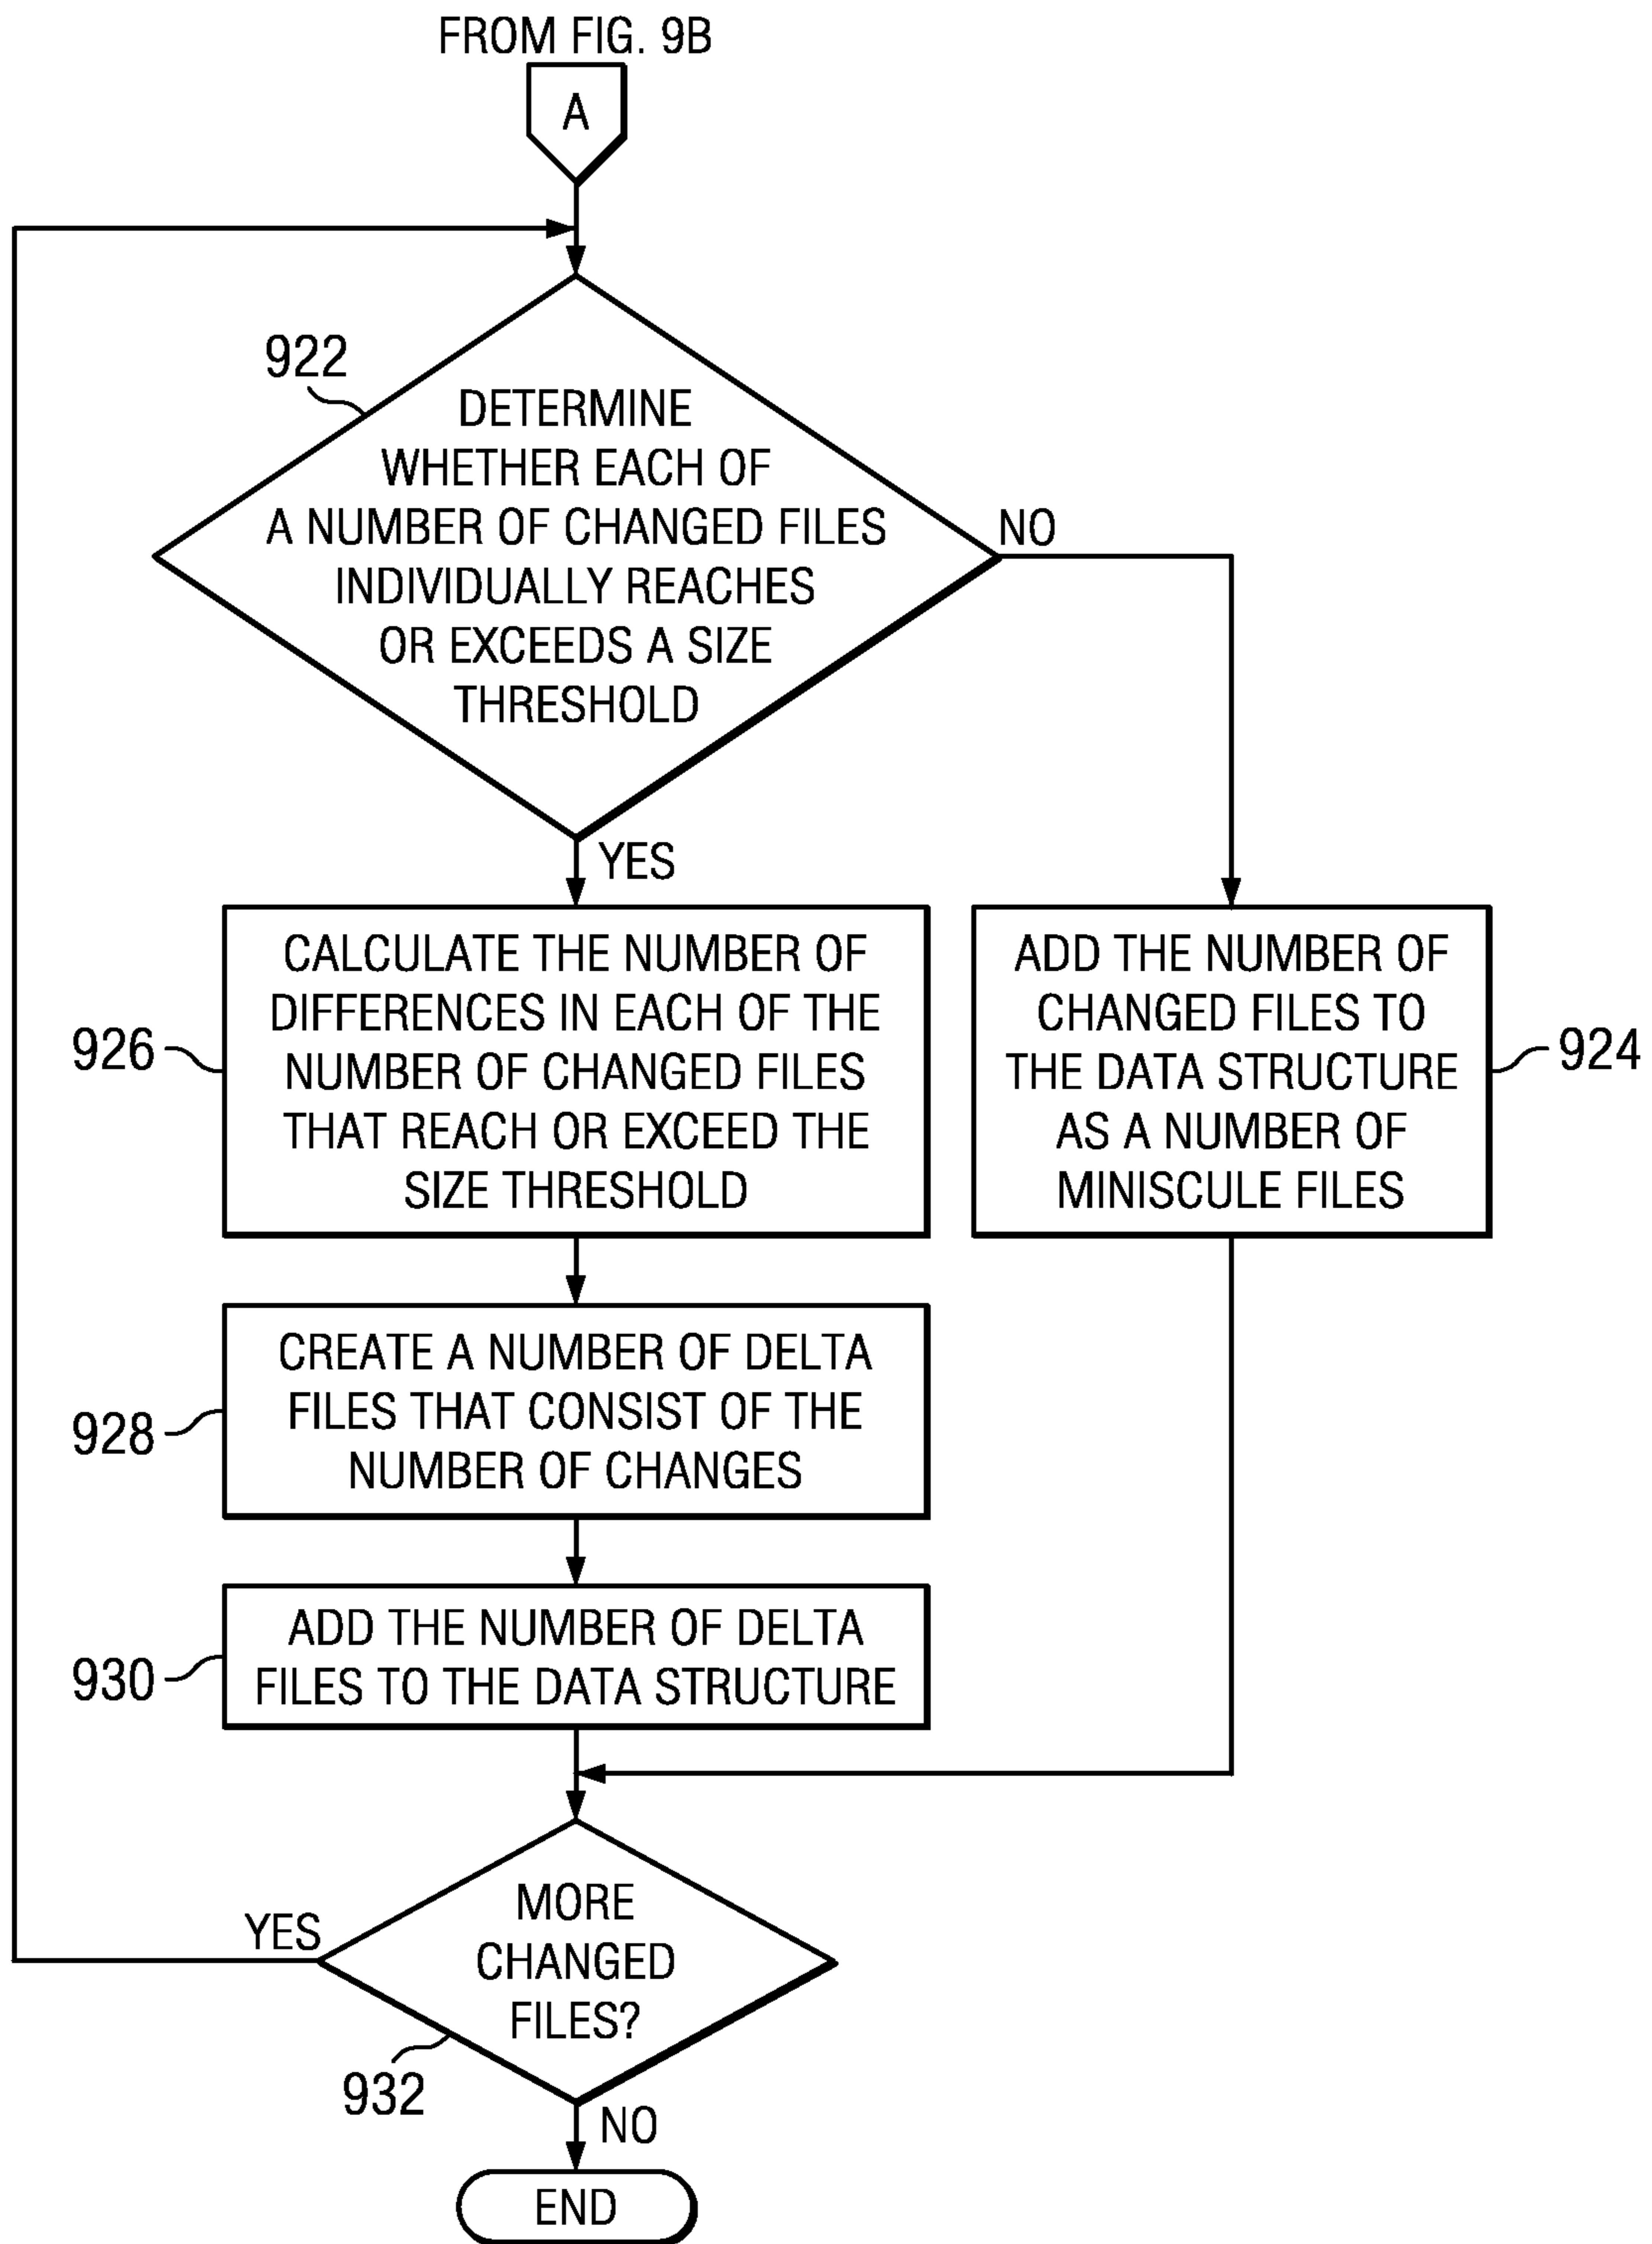 FROM FIG. 9B
A
922
DETERMINE
WHETHER EACH OF
A NUMBER OF CHANGED FILES
INDIVIDUALLY REACHES
OR EXCEEDS A SIZE
THRESHOLD
NO
YES
926
CALCULATE THE NUMBER OF
DIFFERENCES IN EACH OF THE
NUMBER OF CHANGED FILES
THAT REACH OR EXCEED THE
SIZE THRESHOLD
ADD THE NUMBER OF
CHANGED FILES TO
THE DATA STRUCTURE
AS A NUMBER OF
MINISCULE FILES
924
928
CREATE A NUMBER OF DELTA
FILES THAT CONSIST OF THE
NUMBER OF CHANGES
930
ADD THE NUMBER OF DELTA
FILES TO THE DATA STRUCTURE
YES
MORE
CHANGED
FILES?
932
NO
END